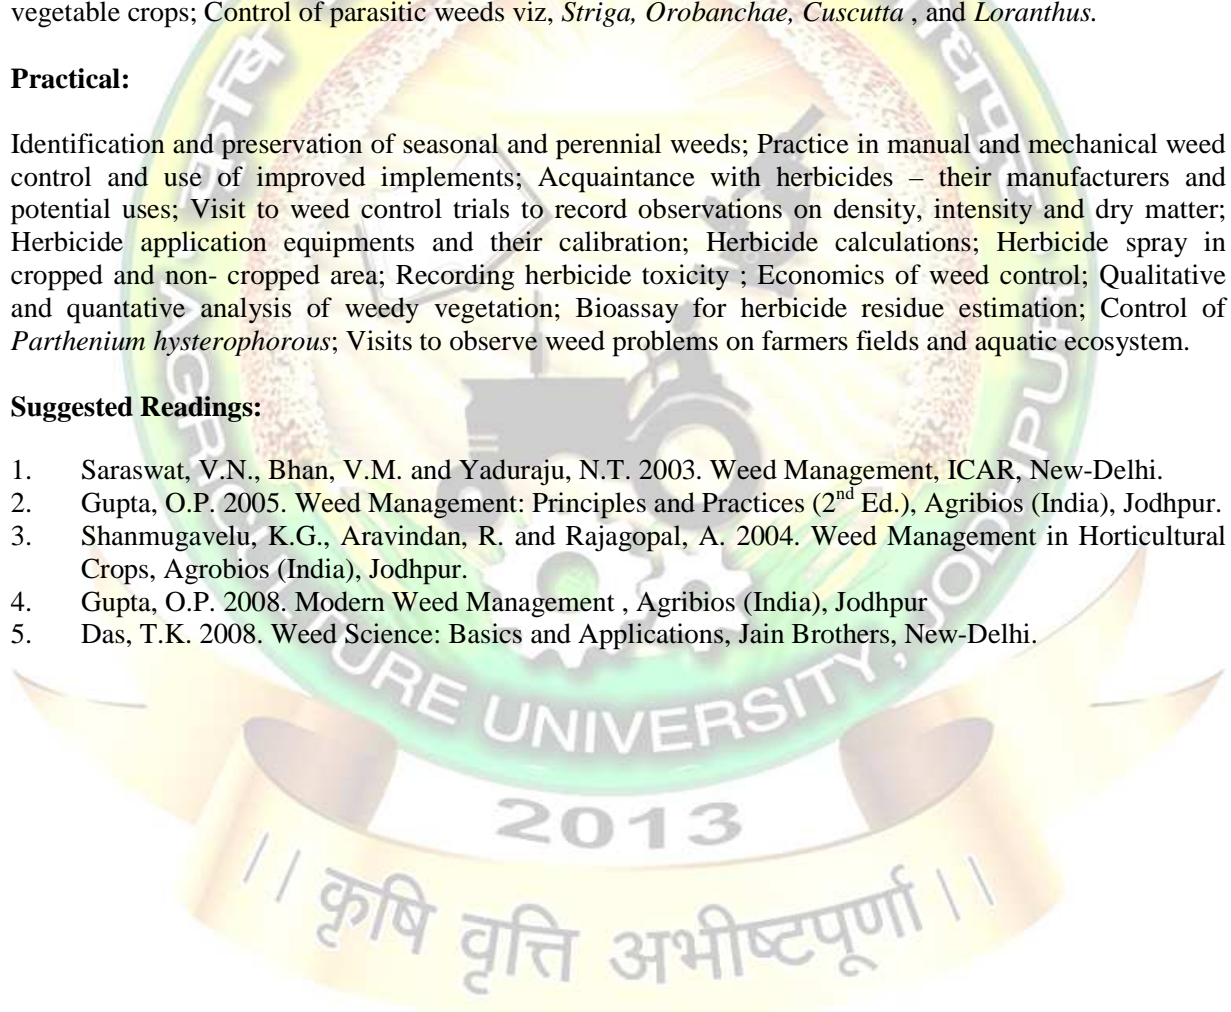 vegetable crops; Control of parasitic weeds viz, Striga, Orobanchae, Cuscutta , and Loranthus.
Practical:
Identification and preservation of seasonal and perennial weeds; Practice in manual and mechanical weed
control and use of improved implements; Acquaintance with herbicides – their manufacturers and
potential uses; Visit to weed control trials to record observations on density, intensity and dry matter;
Herbicide application equipments and their calibration; Herbicide calculations; Herbicide spray in
cropped and non- cropped area; Recording herbicide toxicity ; Economics of weed control; Qualitative
and quantative analysis of weedy vegetation; Bioassay for herbicide residue estimation; Control of
Parthenium hysterophorous; Visits to observe weed problems on farmers fields and aquatic ecosystem.
Suggested Readings:
1. Saraswat, V.N., Bhan, V.M. and Yaduraju, N.T. 2003. Weed Management, ICAR, New-Delhi.
2. Gupta, O.P. 2005. Weed Management: Principles and Practices (2nd Ed.), Agribios (India), Jodhpur.
3. Shanmugavelu, K.G., Aravindan, R. and Rajagopal, A. 2004. Weed Management in Horticultural
Crops, Agrobios (India), Jodhpur.
4. Gupta, O.P. 2008. Modern Weed Management , Agribios (India), Jodhpur
5. Das, T.K. 2008. Weed Science: Basics and Applications, Jain Brothers, New-Delhi.
AGRICULTURE UNIVERSITY, JODHPUR
2013
|| कृषि वृत्ति अभीष्टपूर्णा ||